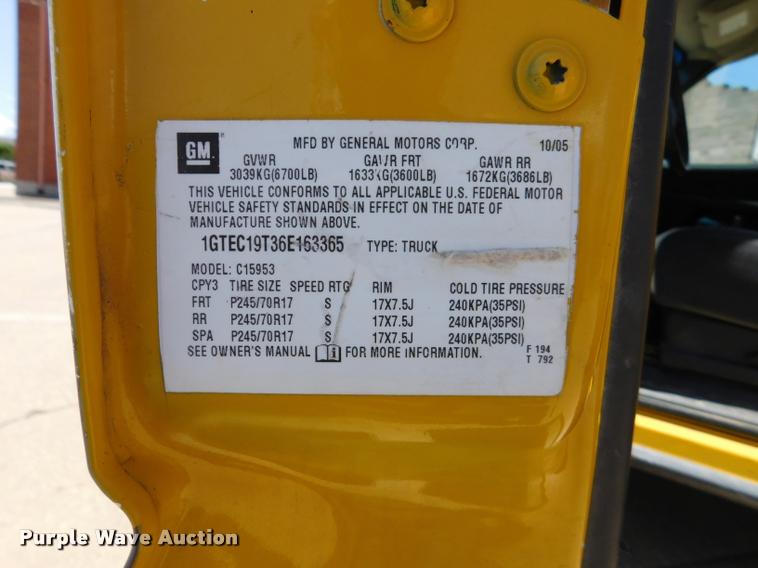 GM
MFD BY GENERAL MOTORS CORP. 10/05
GVWR GAWR FRT GAWR RR
3039KG(6700LB) 1633KG(3600LB) 1672KG(3686LB)
THIS VEHICLE CONFORMS TO ALL APPLICABLE U.S. FEDERAL MOTOR
VEHICLE SAFETY STANDARDS IN EFFECT ON THE DATE OF
MANUFACTURE SHOWN ABOVE.
1GTEC19T36E163365 TYPE: TRUCK
MODEL: C15953
CPY3 TIRE SIZE SPEED RTG RIM COLD TIRE PRESSURE
FRT P245/70R17 S 17X7.5J 240KPA(35PSI)
RR P245/70R17 S 17X7.5J 240KPA(35PSI)
SPA P245/70R17 S 17X7.5J 240KPA(35PSI)
SEE OWNER'S MANUAL FOR MORE INFORMATION. F 194
T 792
Purple Wave Auction
Purple Wave Auction